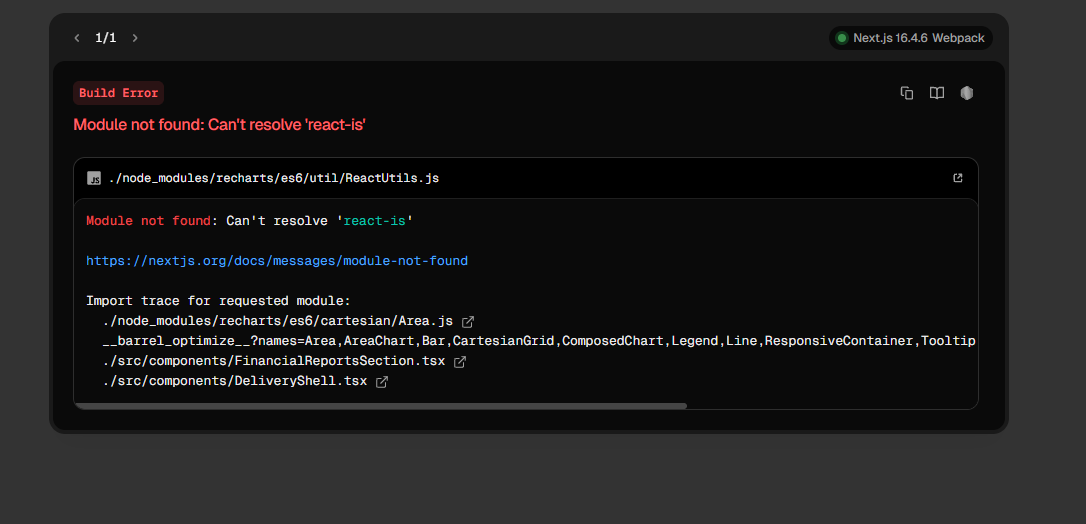 1/1
Next.js 16.4.6 Webpack
Build Error
Module not found: Can't resolve 'react-is'
JS ./node_modules/recharts/es6/util/ReactUtils.js
Module not found: Can't resolve 'react-is'
https://nextjs.org/docs/messages/module-not-found
Import trace for requested module:
./node_modules/recharts/es6/cartesian/Area.js
__barrel_optimize__?names=Area,AreaChart,Bar,CartesianGrid,ComposedChart,Legend,Line,ResponsiveContainer,Tooltip
./src/components/FinancialReportsSection.tsx
./src/components/DeliveryShell.tsx